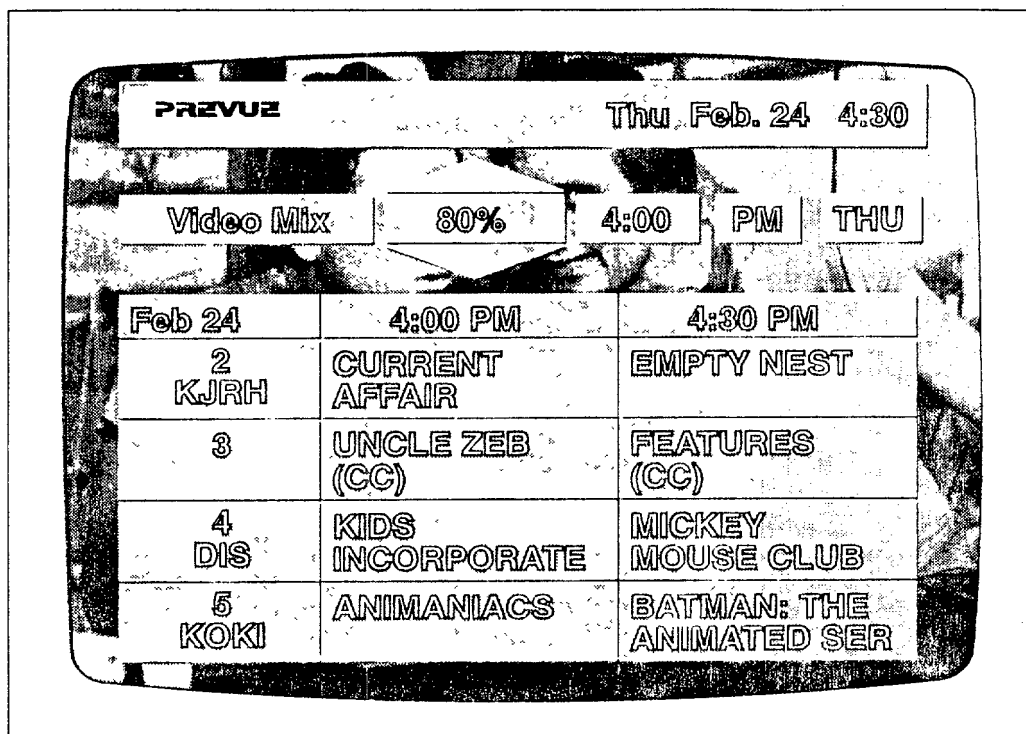 PREVUE Thu Feb. 24 4:30
Video Mix 80% 4:00 PM THU
Feb 24 4:00 PM 4:30 PM
2
KJRH
CURRENT
AFFAIR
EMPTY NEST
3
UNCLE ZEB
(CC)
FEATURES
(CC)
4
DIS
KIDS
INCORPORATE
MICKEY
MOUSE CLUB
5
KOKI
ANIMANIACS
BATMAN: THE
ANIMATED SER